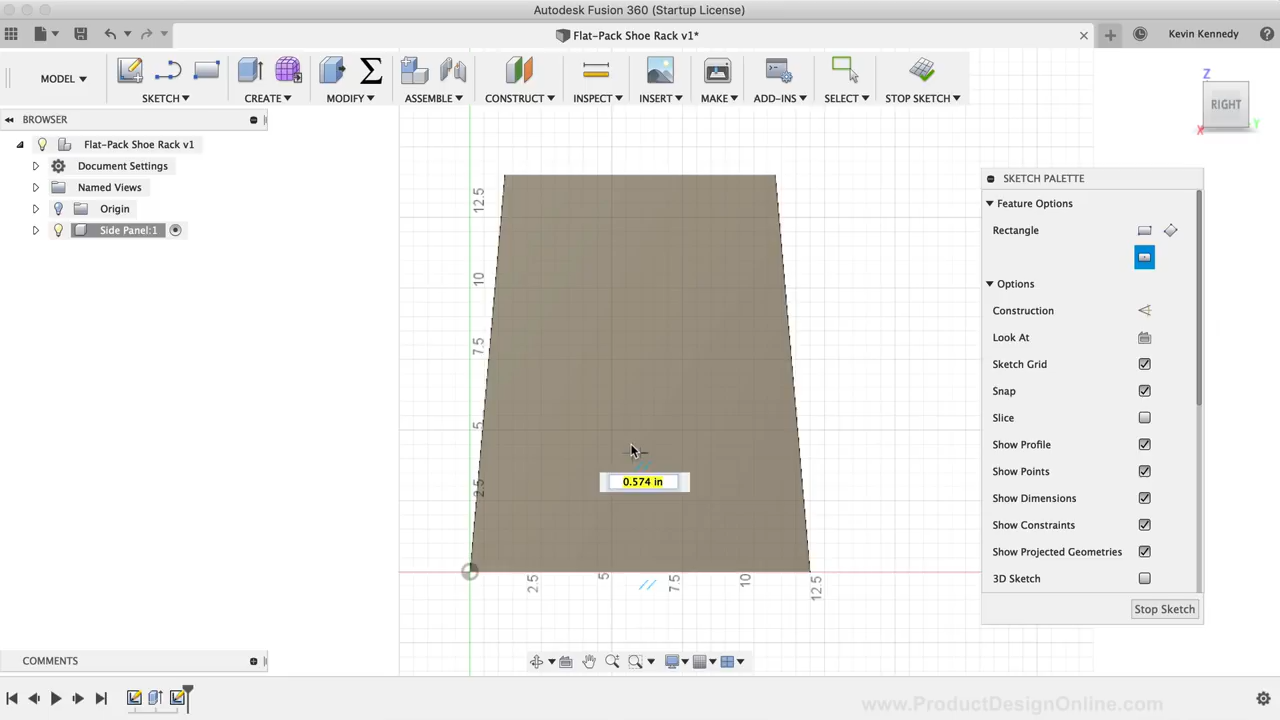 Autodesk Fusion 360 (Startup License)
Flat-Pack Shoe Rack v1*
Kevin Kennedy
MODEL
SKETCH
CREATE
MODIFY
ASSEMBLE
CONSTRUCT
INSPECT
INSERT
MAKE
ADD-INS
SELECT
STOP SKETCH
BROWSER
Flat-Pack Shoe Rack v1
Document Settings
Named Views
Origin
Side Panel:1
Z
RIGHT
X
Y
12.5
10
7.5
5
2.5
0.574 in
2.5
5
7.5
10
12.5
SKETCH PALETTE
Feature Options
Rectangle
Options
Construction
Look At
Sketch Grid
Snap
Slice
Show Profile
Show Points
Show Dimensions
Show Constraints
Show Projected Geometries
3D Sketch
Stop Sketch
COMMENTS
www.ProductDesignOnline.com